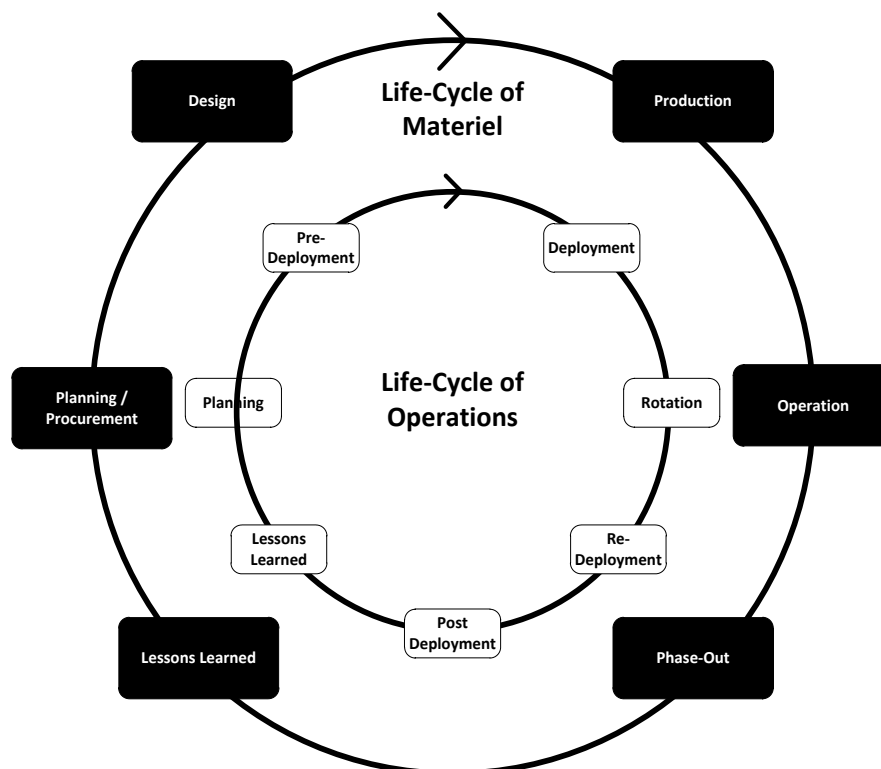 Design
Life-Cycle of
Materiel
Production
Pre-
Deployment
Deployment
Planning /
Procurement
Planning
Life-Cycle of
Operations
Rotation
Operation
Lessons
Learned
Re-
Deployment
Post
Deployment
Lessons Learned
Phase-Out